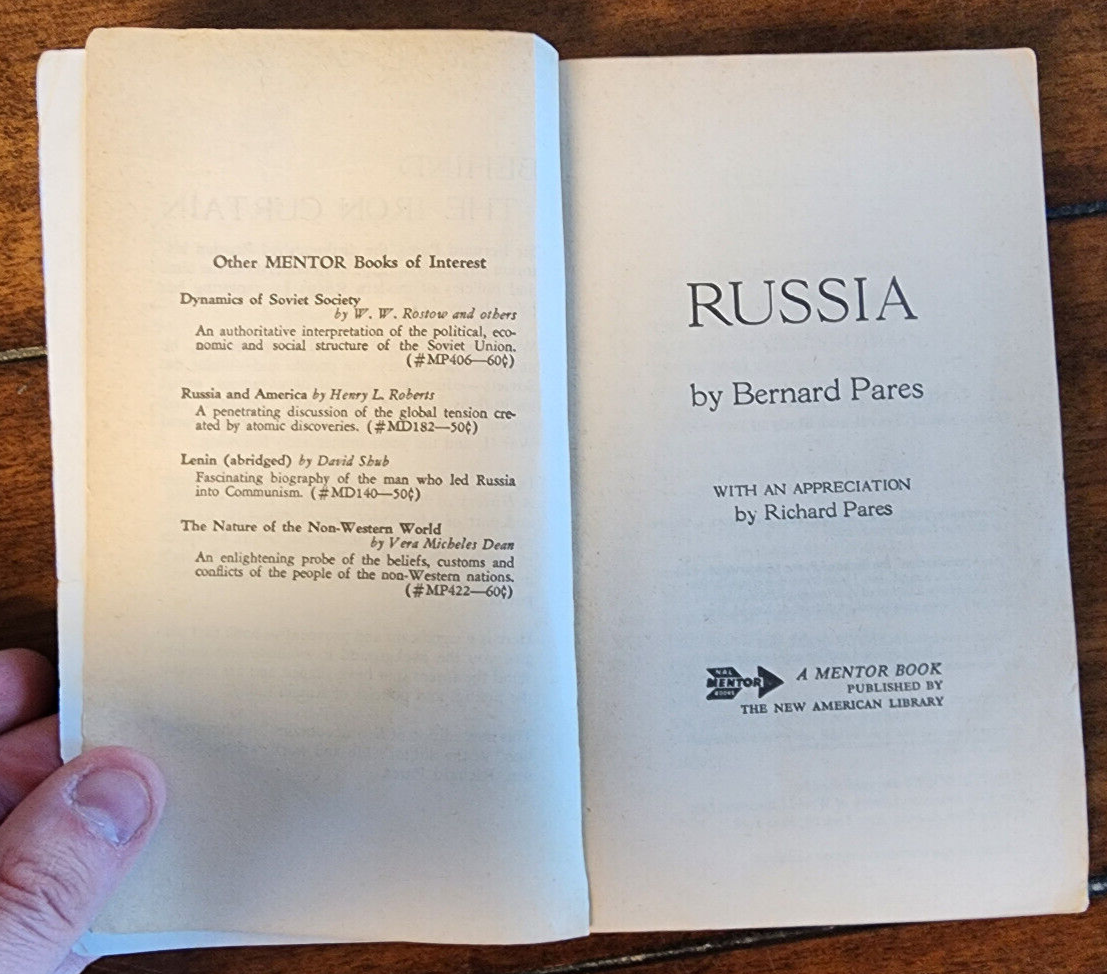 Other MENTOR Books of Interest
Dynamics of Soviet Society
by W. W. Rostow and others
An authoritative interpretation of the political, eco-
nomic and social structure of the Soviet Union.
(#MP406—60¢)
Russia and America by Henry L. Roberts
A penetrating discussion of the global tension cre-
ated by atomic discoveries. (#MD182—50¢)
Lenin (abridged) by David Shub
Fascinating biography of the man who led Russia
into Communism. (#MD140—50¢)
The Nature of the Non-Western World
by Vera Micheles Dean
An enlightening probe of the beliefs, customs and
conflicts of the people of the non-Western nations.
(#MP422—60¢)
RUSSIA
by Bernard Pares
WITH AN APPRECIATION
by Richard Pares
NAL
MENTOR
BOOKS
A MENTOR BOOK
PUBLISHED BY
THE NEW AMERICAN LIBRARY